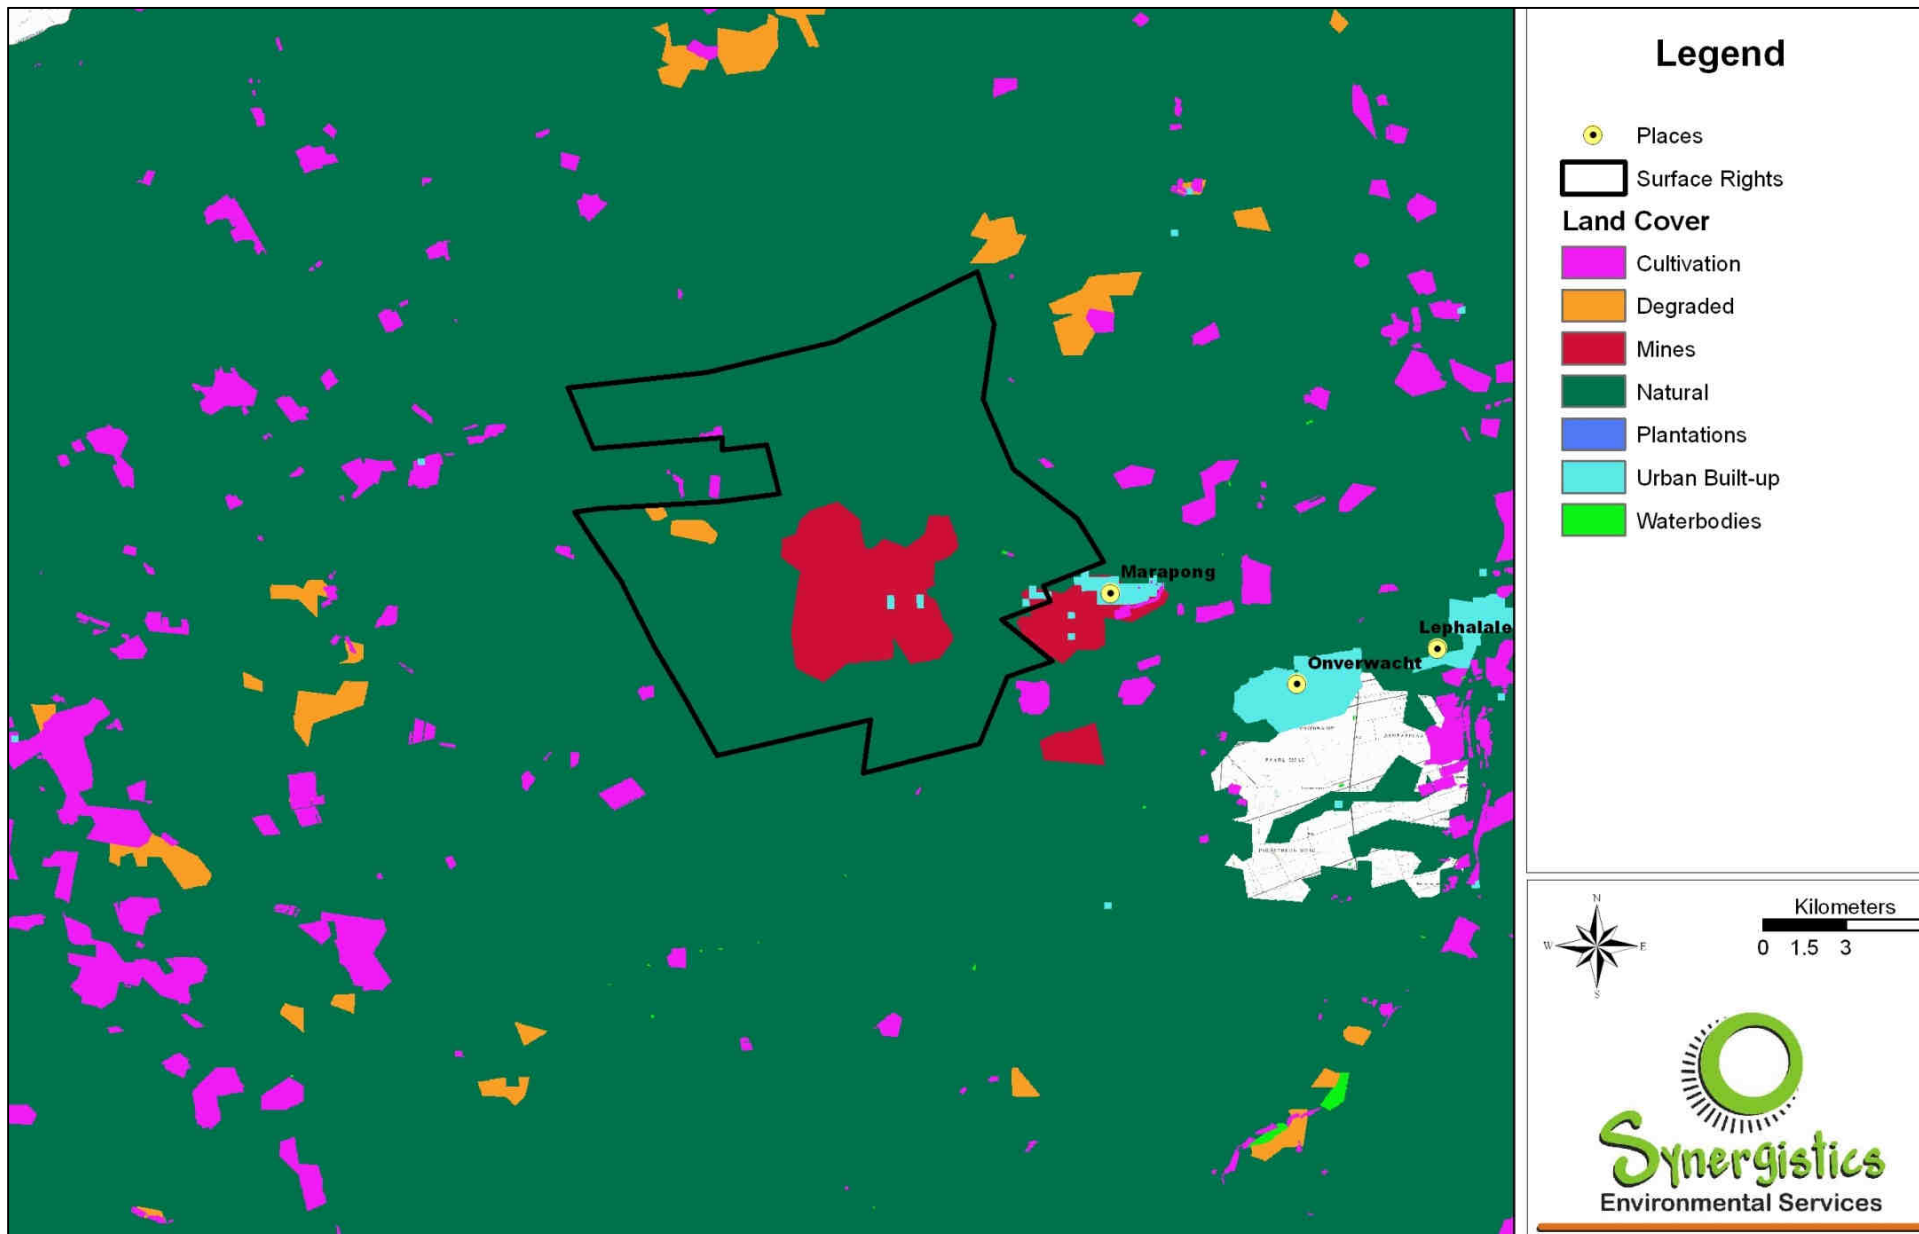 Marapong
Lephalale
Onverwacht
Legend
Places
Surface Rights
Land Cover
Cultivation
Degraded
Mines
Natural
Plantations
Urban Built-up
Waterbodies
N
W
E
S
Kilometers
0 1.5 3
Synergistics
Environmental Services